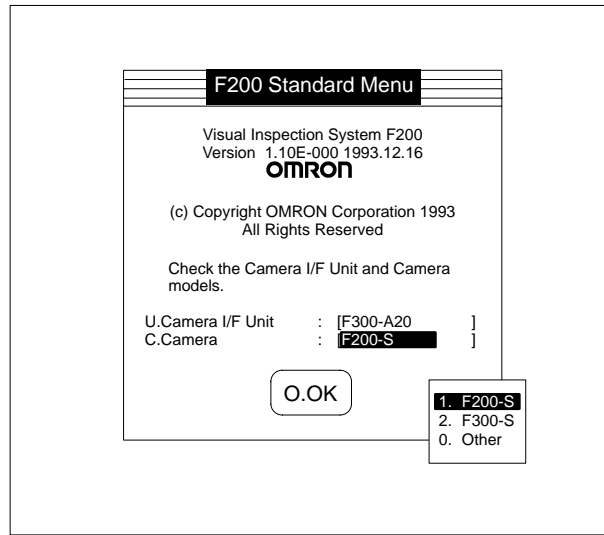 F200 Standard Menu
Visual Inspection System F200
Version 1.10E-000 1993.12.16
OMRON
(c) Copyright OMRON Corporation 1993
All Rights Reserved
Check the Camera I/F Unit and Camera
models.
U.Camera I/F Unit : [F300-A20 ]
C.Camera : [F200-S ]
O.OK
1. F200-S
2. F300-S
0. Other